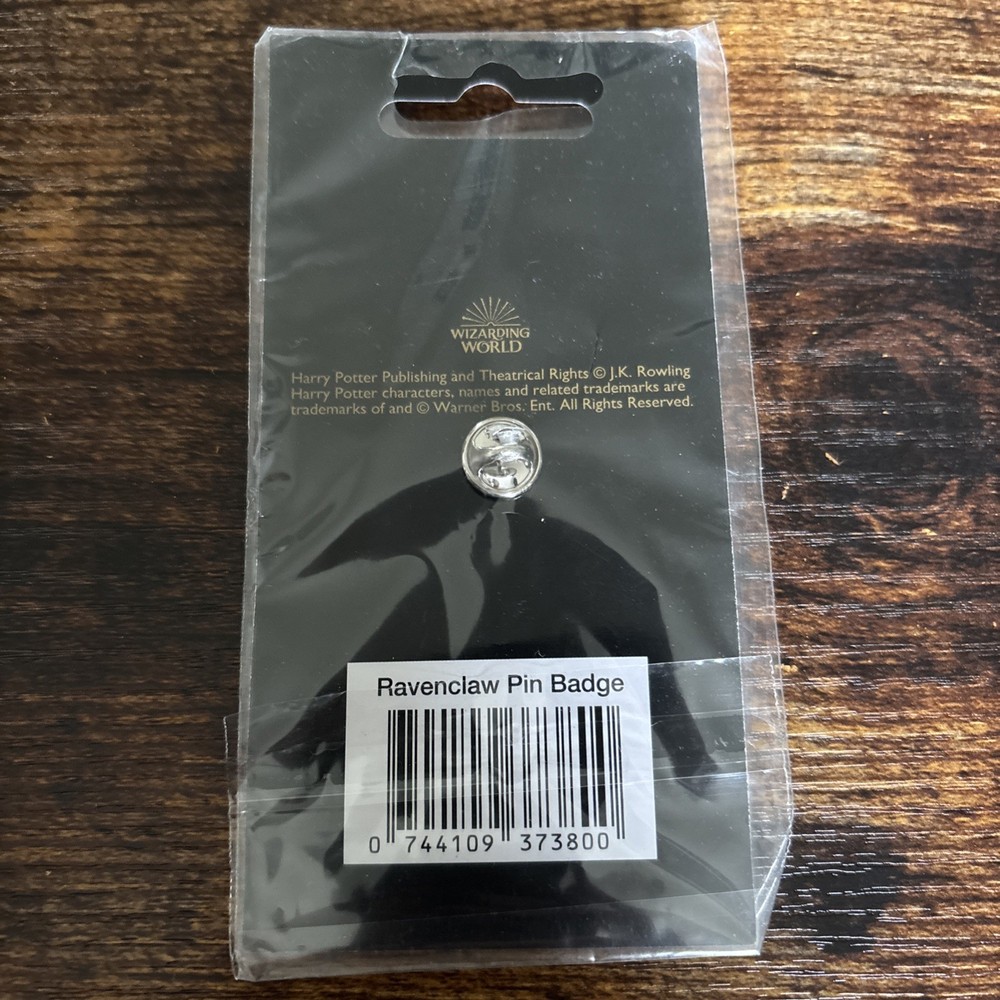 WIZARDING
WORLD
Harry Potter Publishing and Theatrical Rights © J.K. Rowling
Harry Potter characters, names and related trademarks are
trademarks of and © Warner Bros. Ent. All Rights Reserved.
Ravenclaw Pin Badge
0 744109 373800